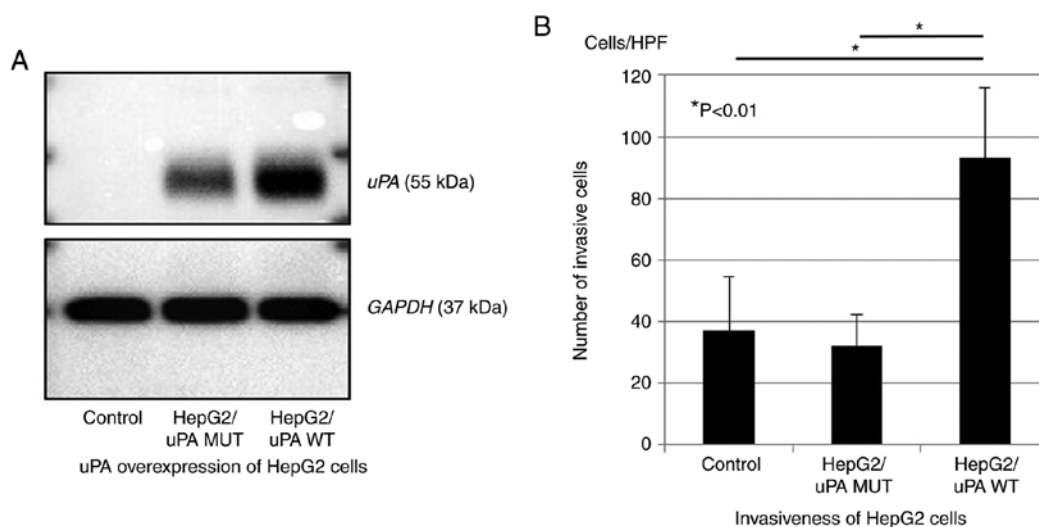 A
uPA (55 kDa)
GAPDH (37 kDa)
Control
HepG2/
uPA MUT
HepG2/
uPA WT
uPA overexpression of HepG2 cells
B
Cells/HPF
*
*
*P<0.01
Number of invasive cells
120
100
80
60
40
20
0
Control
HepG2/
uPA MUT
HepG2/
uPA WT
Invasiveness of HepG2 cells